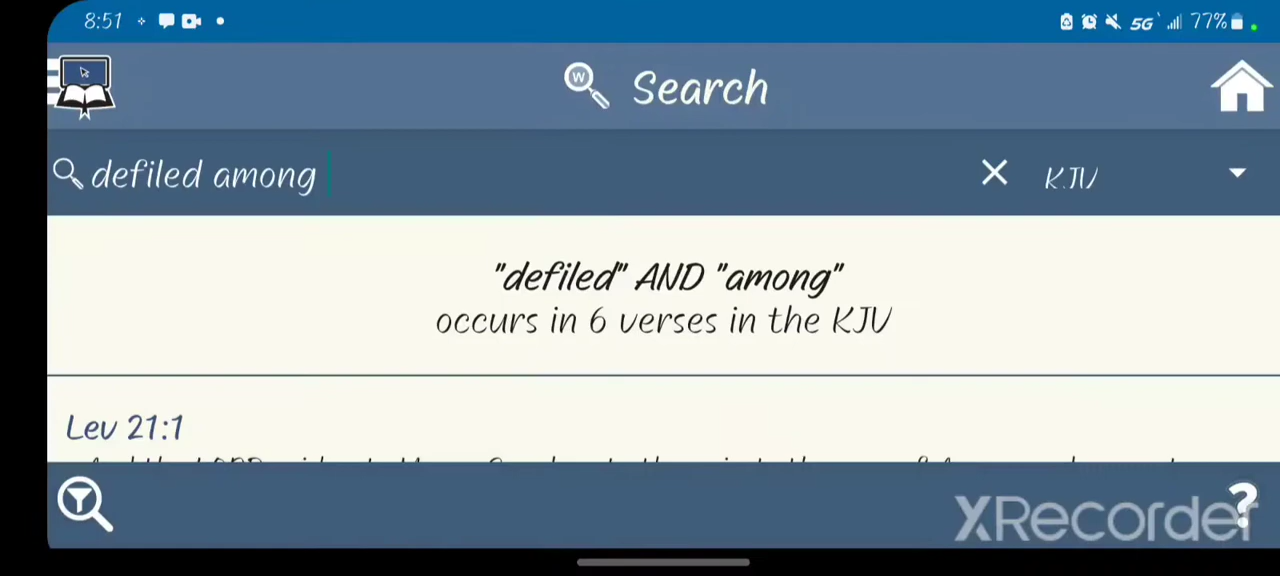 8:51
5G
77%
W
Search
defiled among
KJV
"defiled" AND "among"
occurs in 6 verses in the KJV
Lev 21:1
XRecorder
?